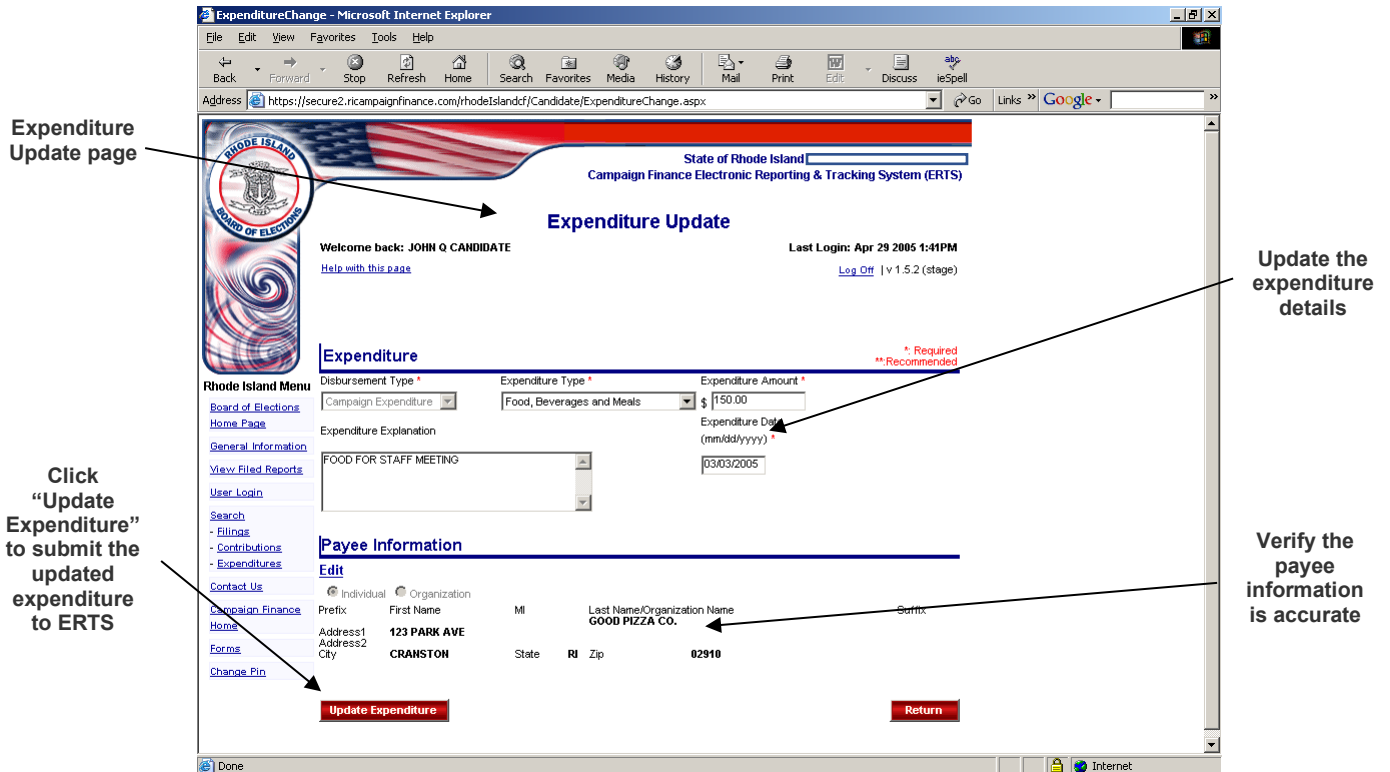 ExpenditureChange - Microsoft Internet Explorer
File Edit View Favorites Tools Help
Back Forward Stop Refresh Home Search Favorites Media History Mail Print Edit Discuss ieSpell
Address https://secure2.ricampaignfinance.com/rhodeIslandcf/Candidate/ExpenditureChange.aspx Go Links » Google »
Expenditure
Update page
RHODE ISLAND
BOARD OF ELECTIONS
State of Rhode Island
Campaign Finance Electronic Reporting & Tracking System (ERTS)
Expenditure Update
Welcome back: JOHN Q CANDIDATE Last Login: Apr 29 2005 1:41PM
Help with this page Log Off | v 1.5.2 (stage)
Update the
expenditure
details
Expenditure
*: Required
**:Recommended
Rhode Island Menu
Board of Elections
Home Page
General Information
View Filed Reports
User Login
Search
- Filings
- Contributions
- Expenditures
Contact Us
Campaign Finance
Home
Forms
Change Pin
Disbursement Type * Expenditure Type * Expenditure Amount *
Campaign Expenditure Food, Beverages and Meals $ 150.00
Expenditure Explanation
Expenditure Date
(mm/dd/yyyy) *
FOOD FOR STAFF MEETING
03/03/2005
Click
“Update
Expenditure”
to submit the
updated
expenditure
to ERTS
Payee Information
Edit
Individual Organization
Prefix First Name MI Last Name/Organization Name Suffix
GOOD PIZZA CO.
Address1 123 PARK AVE
Address2
City CRANSTON State RI Zip 02910
Verify the
payee
information
is accurate
Update Expenditure Return
Done Internet